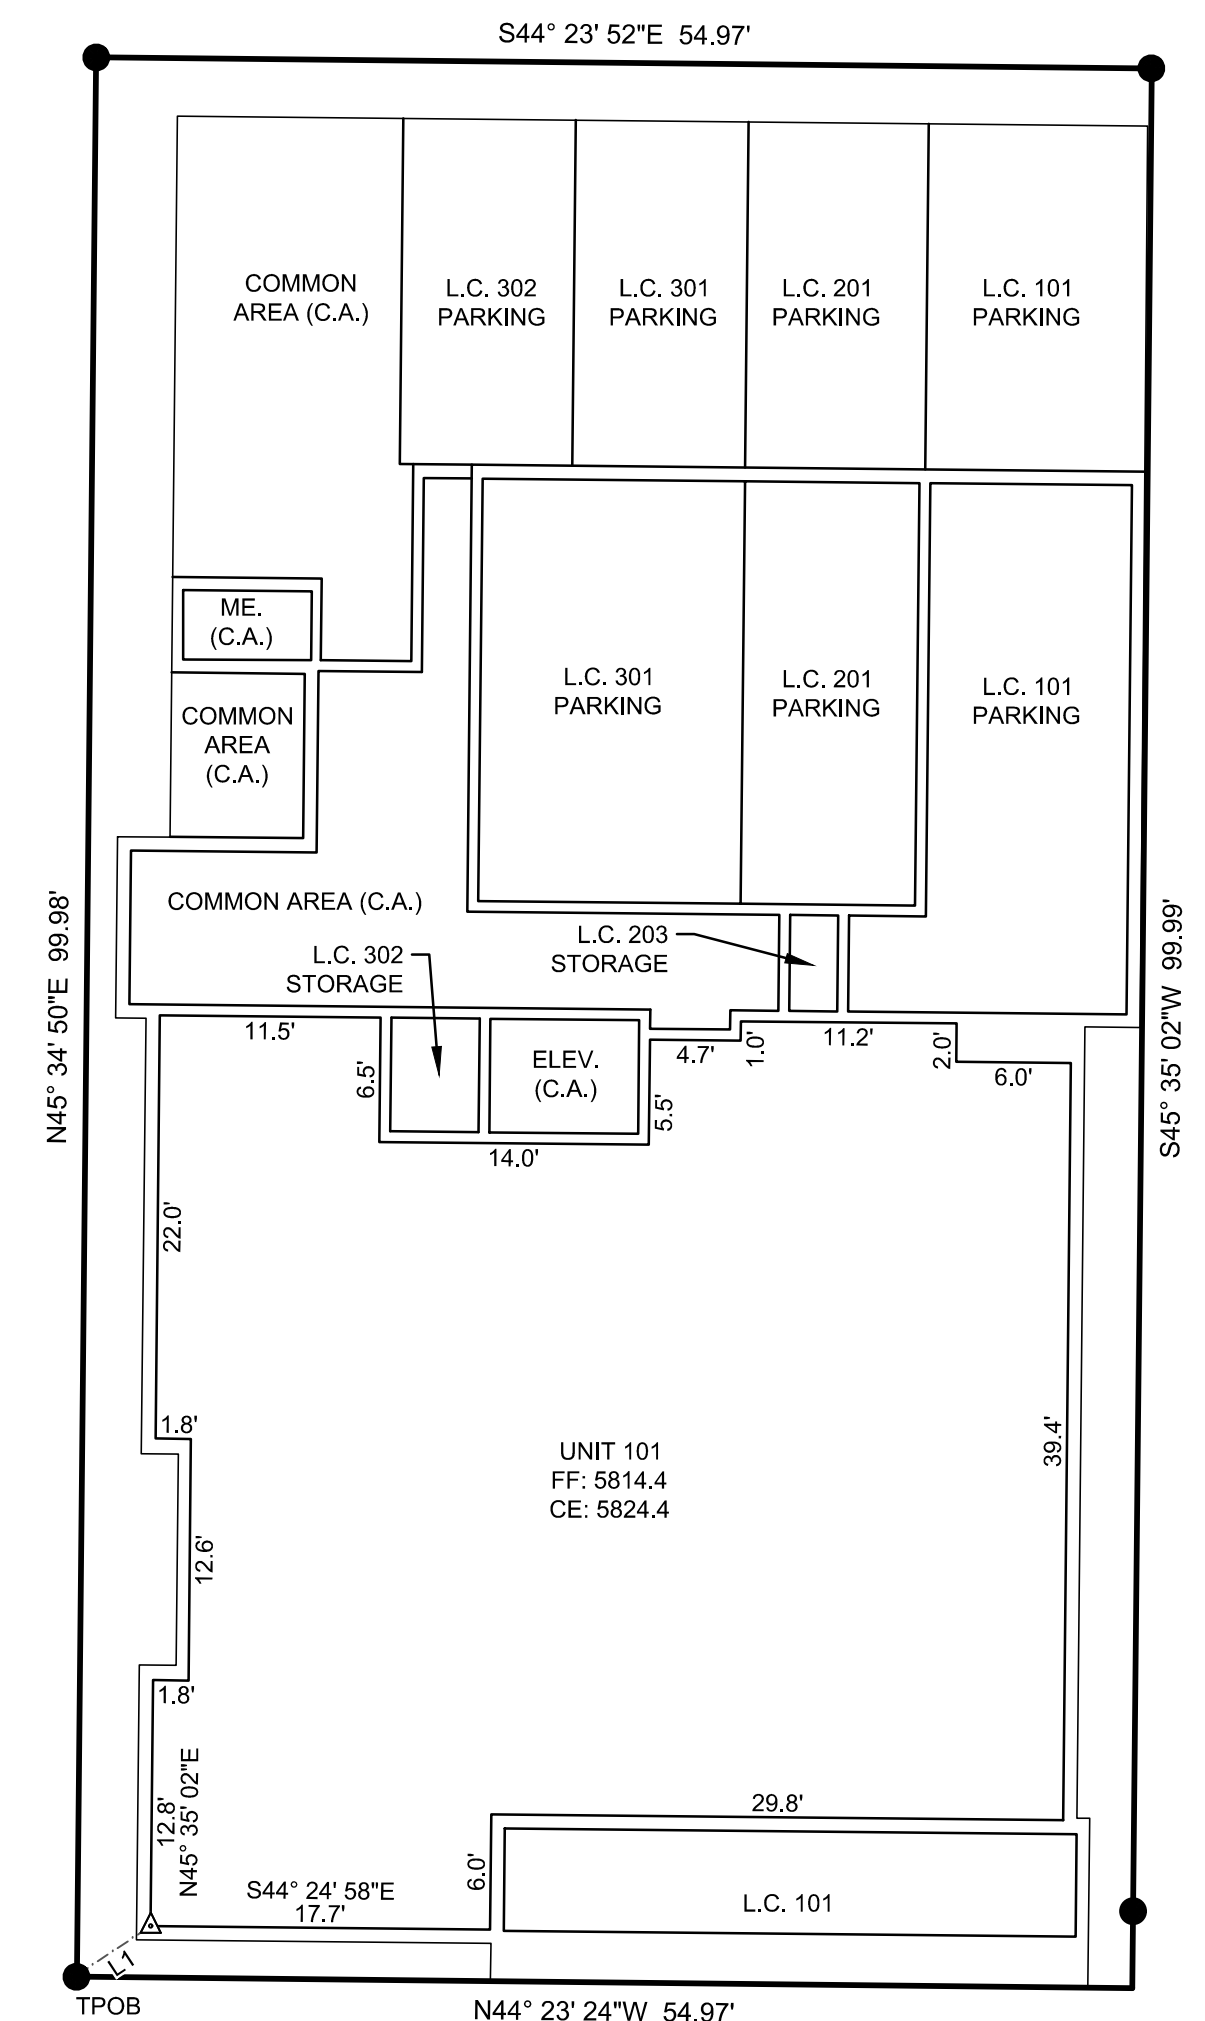 S44° 23' 52"E 54.97'
COMMON
AREA (C.A.)
L.C. 302
PARKING
L.C. 301
PARKING
L.C. 201
PARKING
L.C. 101
PARKING
ME.
(C.A.)
COMMON
AREA
(C.A.)
L.C. 301
PARKING
L.C. 201
PARKING
L.C. 101
PARKING
COMMON AREA (C.A.)
L.C. 302
STORAGE
L.C. 203
STORAGE
N45° 34' 50"E 99.98'
S45° 35' 02"W 99.99'
11.5'
6.5'
ELEV.
(C.A.)
14.0'
5.5'
4.7'
1.0'
11.2'
2.0'
6.0'
22.0'
1.8'
12.6'
1.8'
UNIT 101
FF: 5814.4
CE: 5824.4
39.4'
12.8'
N45° 35' 02"E
S44° 24' 58"E
17.7'
6.0'
29.8'
L.C. 101
L1
TPOB
N44° 23' 24"W 54.97'